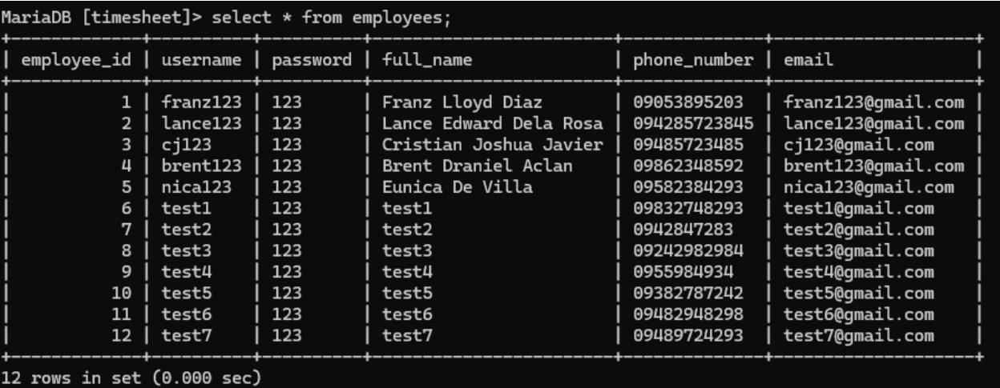 MariaDB [timesheet]> select * from employees;
+-------------+----------+----------+------------------------+--------------+--------------------+
| employee_id | username | password | full_name              | phone_number | email              |
+-------------+----------+----------+------------------------+--------------+--------------------+
|           1 | franz123 | 123      | Franz Lloyd Diaz       | 09053895203  | franz123@gmail.com |
|           2 | lance123 | 123      | Lance Edward Dela Rosa | 094285723845 | lance123@gmail.com |
|           3 | cj123    | 123      | Cristian Joshua Javier | 09485723485  | cj123@gmail.com    |
|           4 | brent123 | 123      | Brent Draniel Aclan    | 09862348592  | brent123@gmail.com |
|           5 | nica123  | 123      | Eunica De Villa        | 09582384293  | nica123@gmail.com  |
|           6 | test1    | 123      | test1                  | 09832748293  | test1@gmail.com    |
|           7 | test2    | 123      | test2                  | 0942847283   | test2@gmail.com    |
|           8 | test3    | 123      | test3                  | 09242982984  | test3@gmail.com    |
|           9 | test4    | 123      | test4                  | 0955984934   | test4@gmail.com    |
|          10 | test5    | 123      | test5                  | 09382787242  | test5@gmail.com    |
|          11 | test6    | 123      | test6                  | 09482948298  | test6@gmail.com    |
|          12 | test7    | 123      | test7                  | 09489724293  | test7@gmail.com    |
+-------------+----------+----------+------------------------+--------------+--------------------+
12 rows in set (0.000 sec)